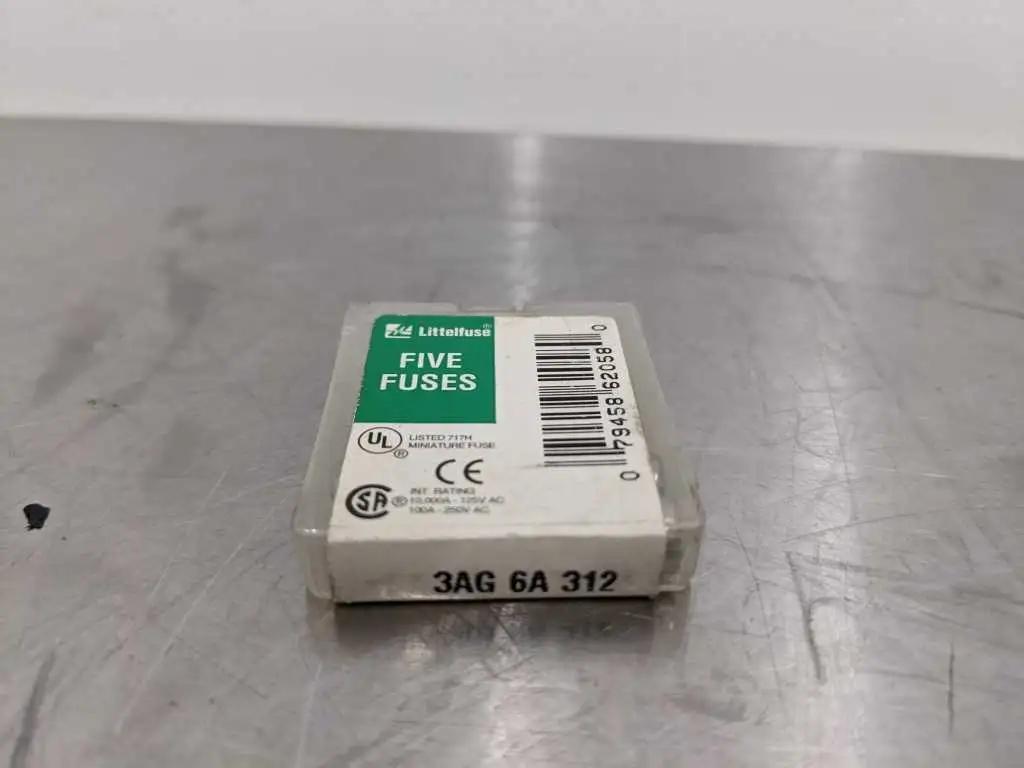 Littelfuse®
FIVE
FUSES
UL ®
LISTED 717H
MINIATURE FUSE
CE
SA ®
INT. RATING
10,000A - 125V AC
100A - 250V AC
0 79458 62058 0
3AG 6A 312